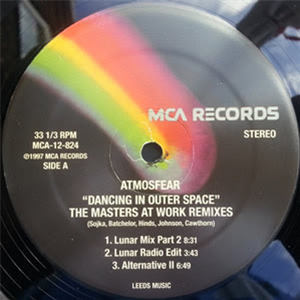 MCA RECORDS
33 1/3 RPM
MCA-12-824
℗1997 MCA RECORDS
SIDE A
STEREO
ATMOSFEAR
“DANCING IN OUTER SPACE”
THE MASTERS AT WORK REMIXES
(Sojka, Batchelor, Hinds, Johnson, Cawthorn)
1. Lunar Mix Part 2 8:31
2. Lunar Radio Edit 3:43
3. Alternative II 6:49
LEEDS MUSIC